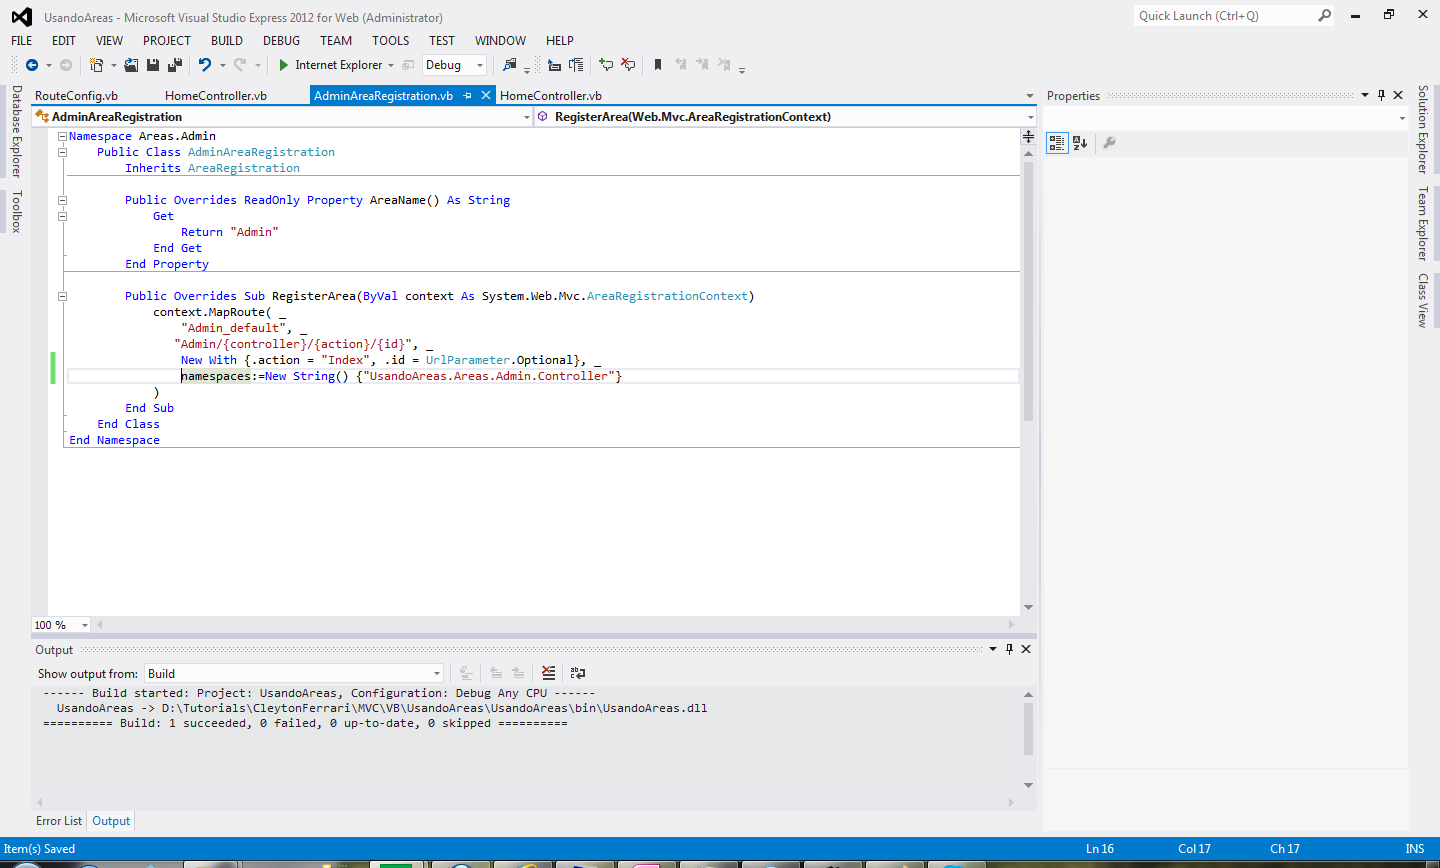 UsandoAreas - Microsoft Visual Studio Express 2012 for Web (Administrator)
Quick Launch (Ctrl+Q)
FILE EDIT VIEW PROJECT BUILD DEBUG TEAM TOOLS TEST WINDOW HELP
Internet Explorer Debug
Database Explorer
Toolbox
RouteConfig.vb HomeController.vb AdminAreaRegistration.vb HomeController.vb
AdminAreaRegistration RegisterArea(Web.Mvc.AreaRegistrationContext)
Namespace Areas.Admin
Public Class AdminAreaRegistration
Inherits AreaRegistration
Public Overrides ReadOnly Property AreaName() As String
Get
Return "Admin"
End Get
End Property
Public Overrides Sub RegisterArea(ByVal context As System.Web.Mvc.AreaRegistrationContext)
context.MapRoute( _
"Admin_default", _
"Admin/{controller}/{action}/{id}", _
New With {.action = "Index", .id = UrlParameter.Optional}, _
namespaces:=New String() {"UsandoAreas.Areas.Admin.Controller"}
)
End Sub
End Class
End Namespace
100 %
Properties
Solution Explorer
Team Explorer
Class View
Output
Show output from: Build
------ Build started: Project: UsandoAreas, Configuration: Debug Any CPU ------
UsandoAreas -> D:\Tutorials\CleytonFerrari\MVC\VB\UsandoAreas\UsandoAreas\bin\UsandoAreas.dll
========== Build: 1 succeeded, 0 failed, 0 up-to-date, 0 skipped ==========
Error List Output
Item(s) Saved Ln 16 Col 17 Ch 17 INS